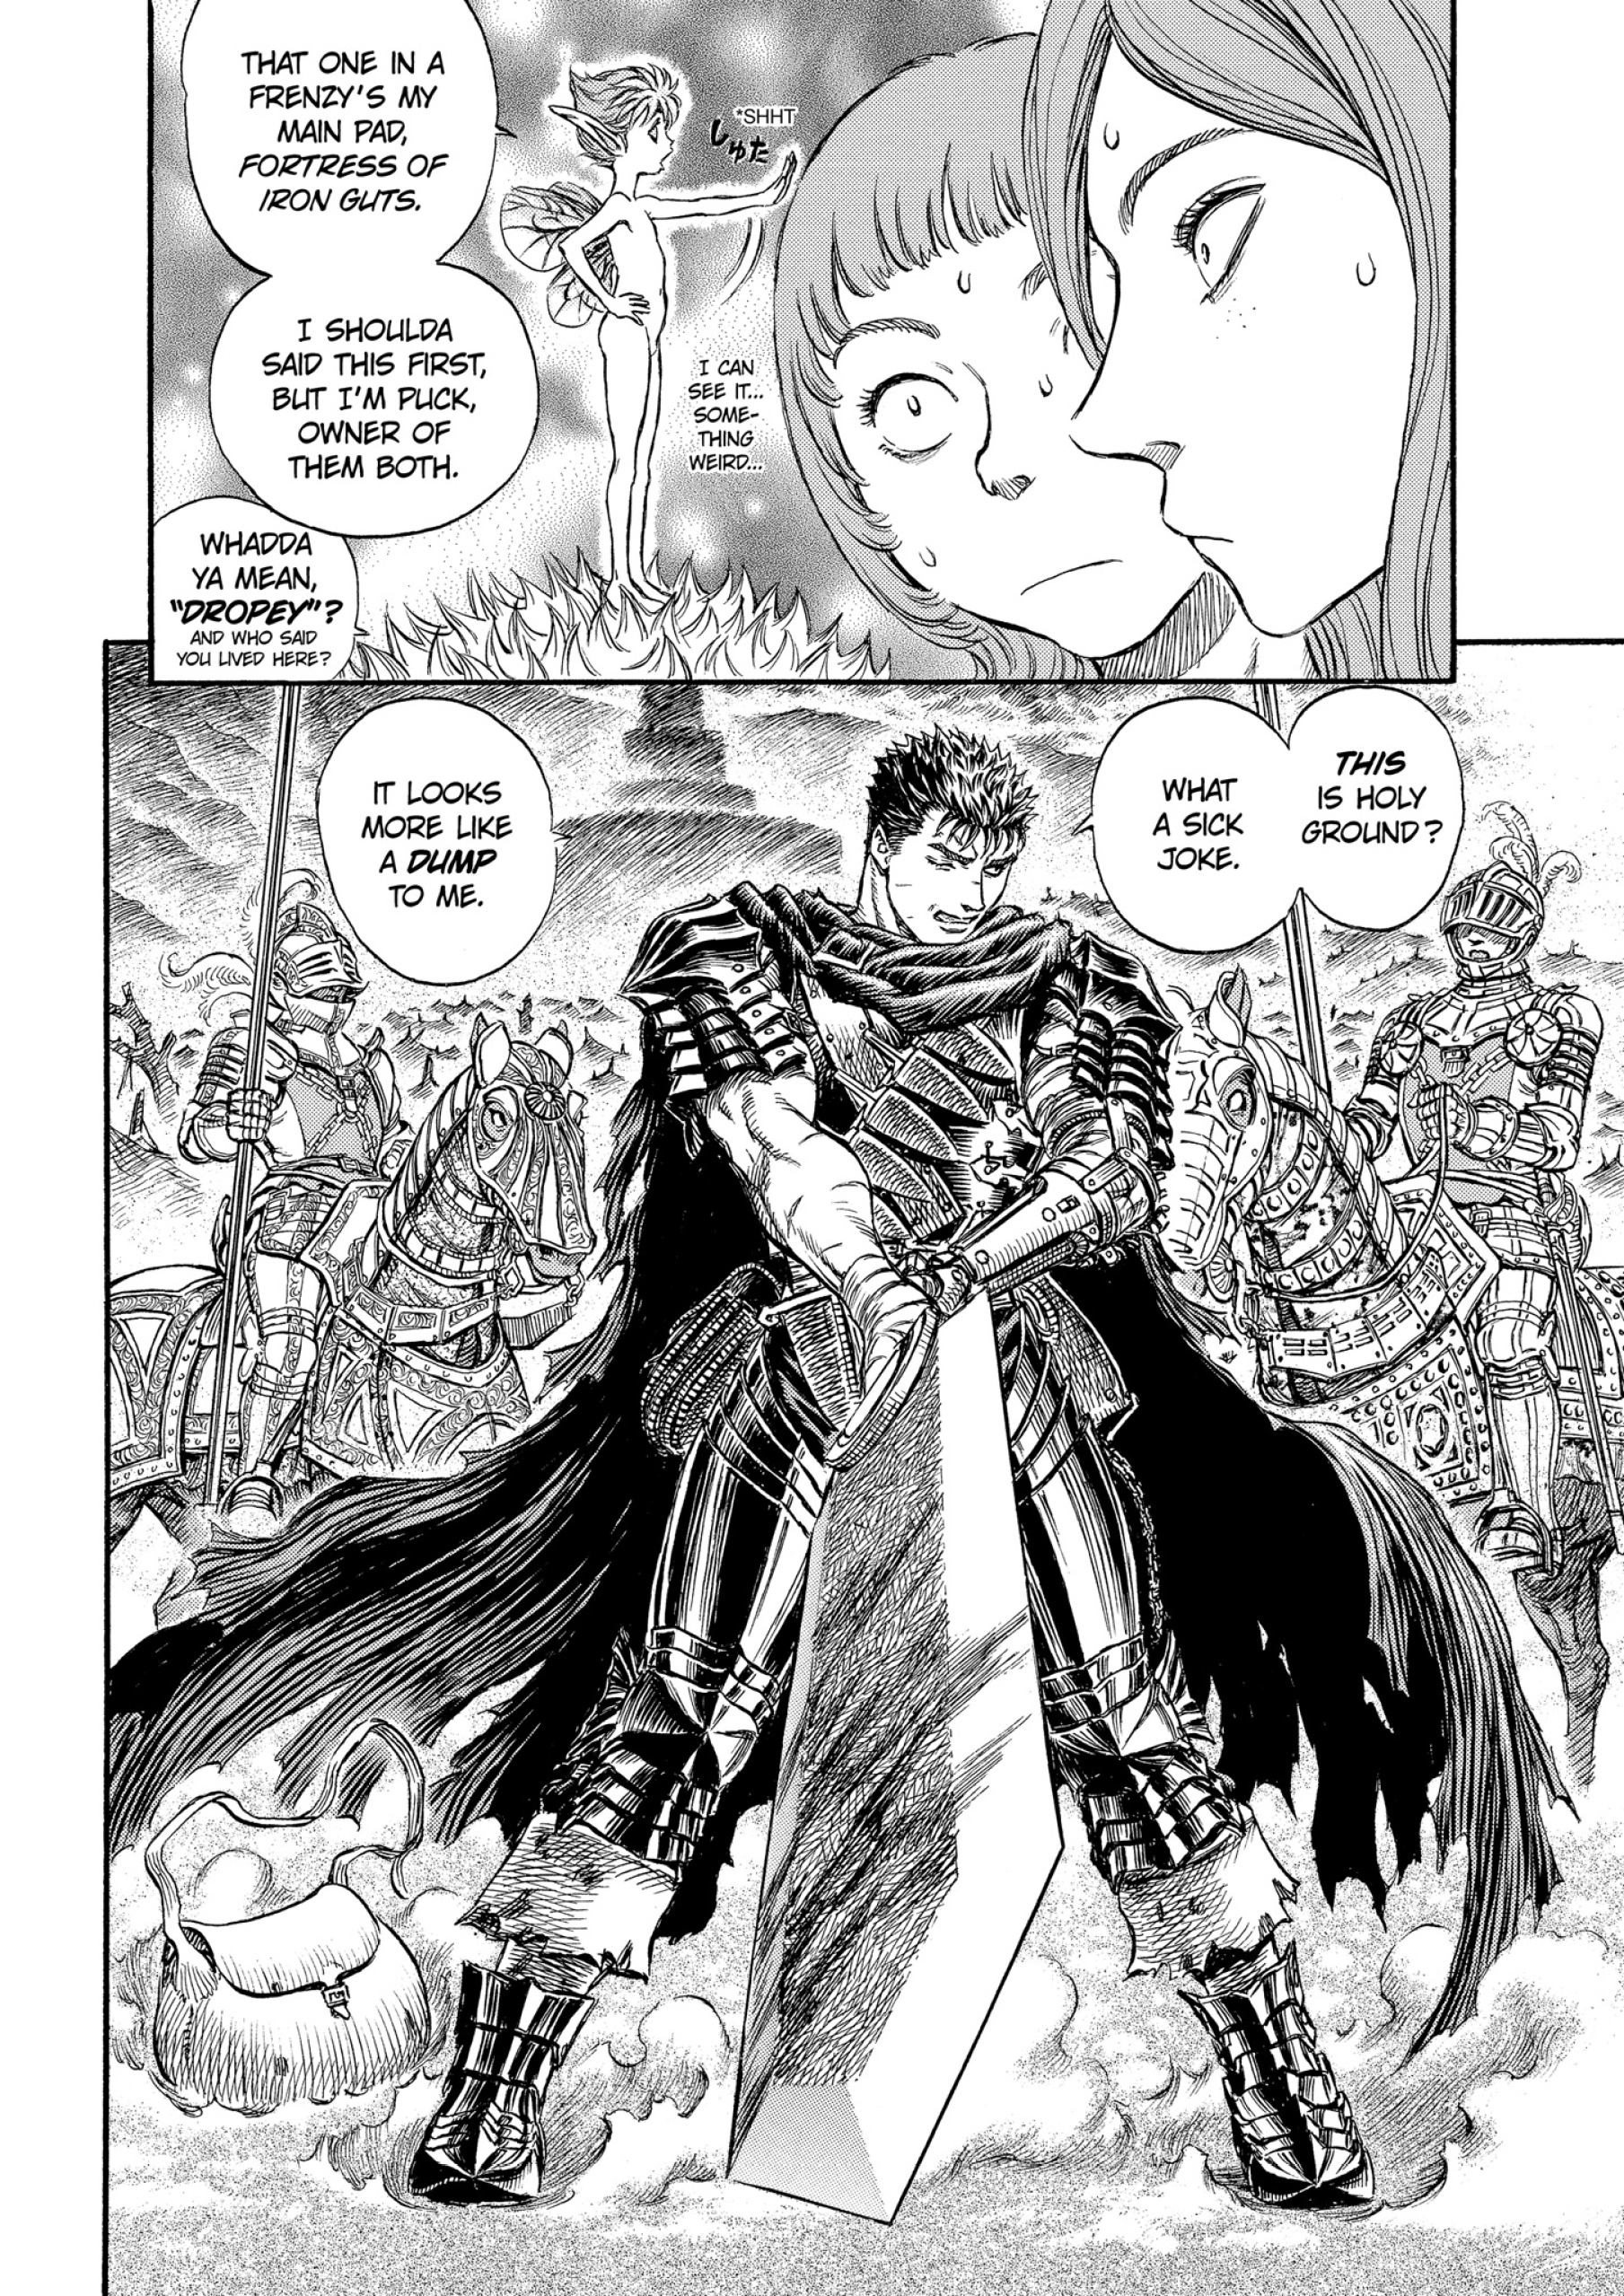 THAT ONE IN A
FRENZY'S MY
MAIN PAD,
FORTRESS OF
IRON GUTS.
*SHHT
しゅた
I SHOULDA
SAID THIS FIRST,
BUT I'M PUCK,
OWNER OF
THEM BOTH.
I CAN
SEE IT...
SOME-
THING
WEIRD...
WHADDA
YA MEAN,
"DROPEY"?
AND WHO SAID
YOU LIVED HERE?
THIS
IS HOLY
GROUND?
WHAT
A SICK
JOKE.
IT LOOKS
MORE LIKE
A DUMP
TO ME.